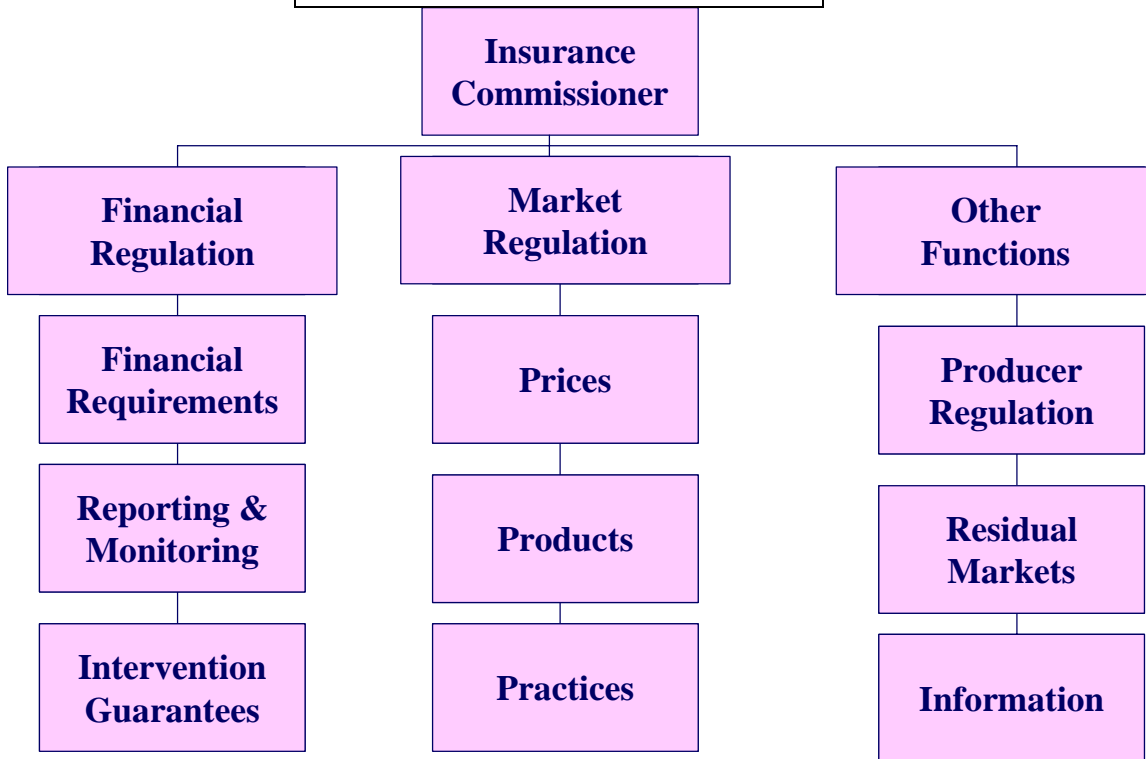 Insurance
Commissioner
Financial
Regulation
Market
Regulation
Other
Functions
Financial
Requirements
Prices
Producer
Regulation
Reporting &
Monitoring
Products
Residual
Markets
Intervention
Guarantees
Practices
Information